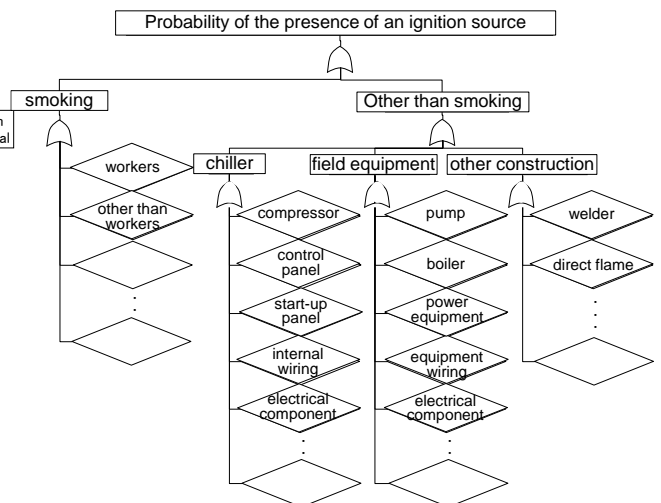 Probability of the presence of an ignition source
smoking
Other than smoking
al
chiller
field equipment
other construction
workers
other than
workers
compressor
control
panel
start-up
panel
internal
wiring
electrical
component
pump
boiler
power
equipment
equipment
wiring
electrical
component
welder
direct flame